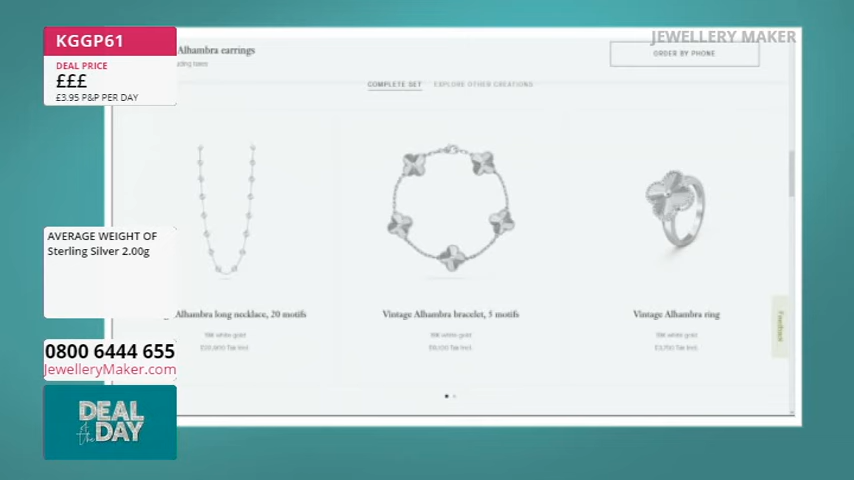 KGGP61
DEAL PRICE
£££
£3.95 P&P PER DAY
JEWELLERY MAKER
Alhambra earrings
ORDER BY PHONE
COMPLETE SET
EXPLORE OTHER CREATIONS
AVERAGE WEIGHT OF
Sterling Silver 2.00g
Alhambra long necklace, 20 motifs
Vintage Alhambra bracelet, 5 motifs
Vintage Alhambra ring
18K white gold
18K white gold
18K white gold
Feedback
0800 6444 655
JewelleryMaker.com
DEAL
of the
DAY